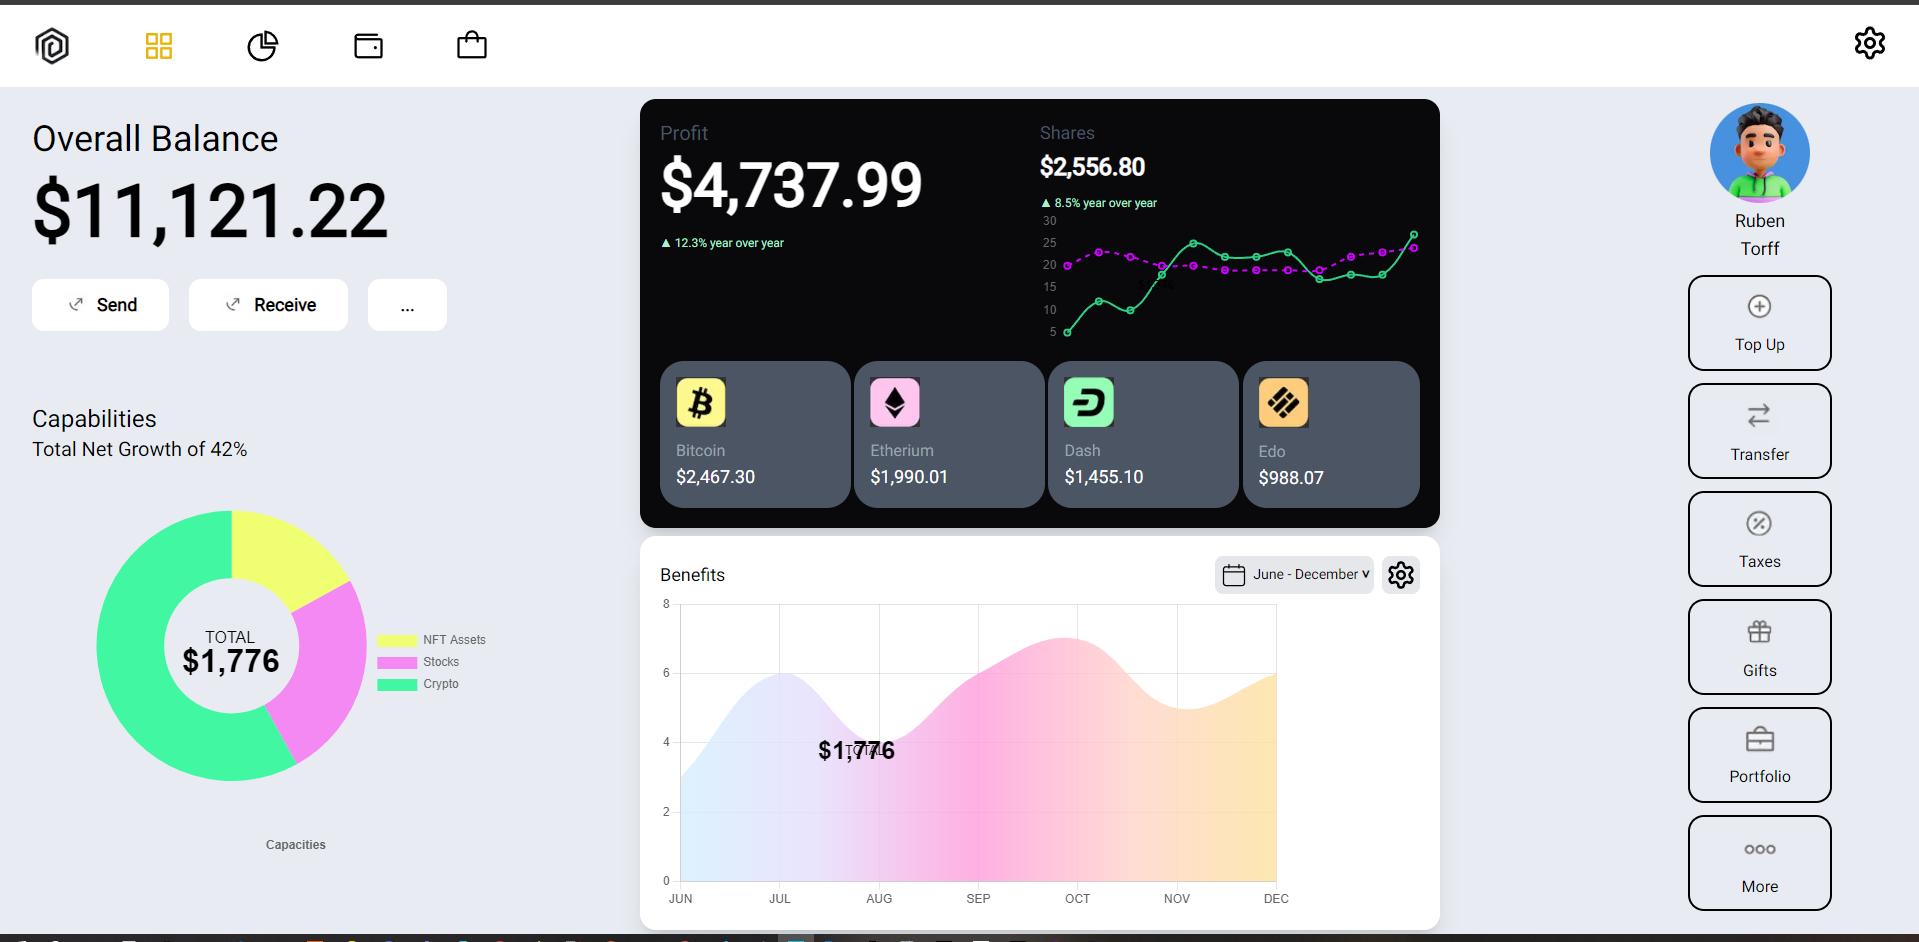 Overall Balance
$11,121.22
Send
Receive
...
Capabilities
Total Net Growth of 42%
TOTAL
$1,776
NFT Assets
Stocks
Crypto
Capacities
Profit
$4,737.99
▲ 12.3% year over year
Shares
$2,556.80
▲ 8.5% year over year
30
25
20
15
10
5
Bitcoin
$2,467.30
Etherium
$1,990.01
Dash
$1,455.10
Edo
$988.07
Benefits
June - December
8
6
4
2
0
TOTAL
$1,776
JUN JUL AUG SEP OCT NOV DEC
Ruben
Torff
Top Up
Transfer
Taxes
Gifts
Portfolio
More